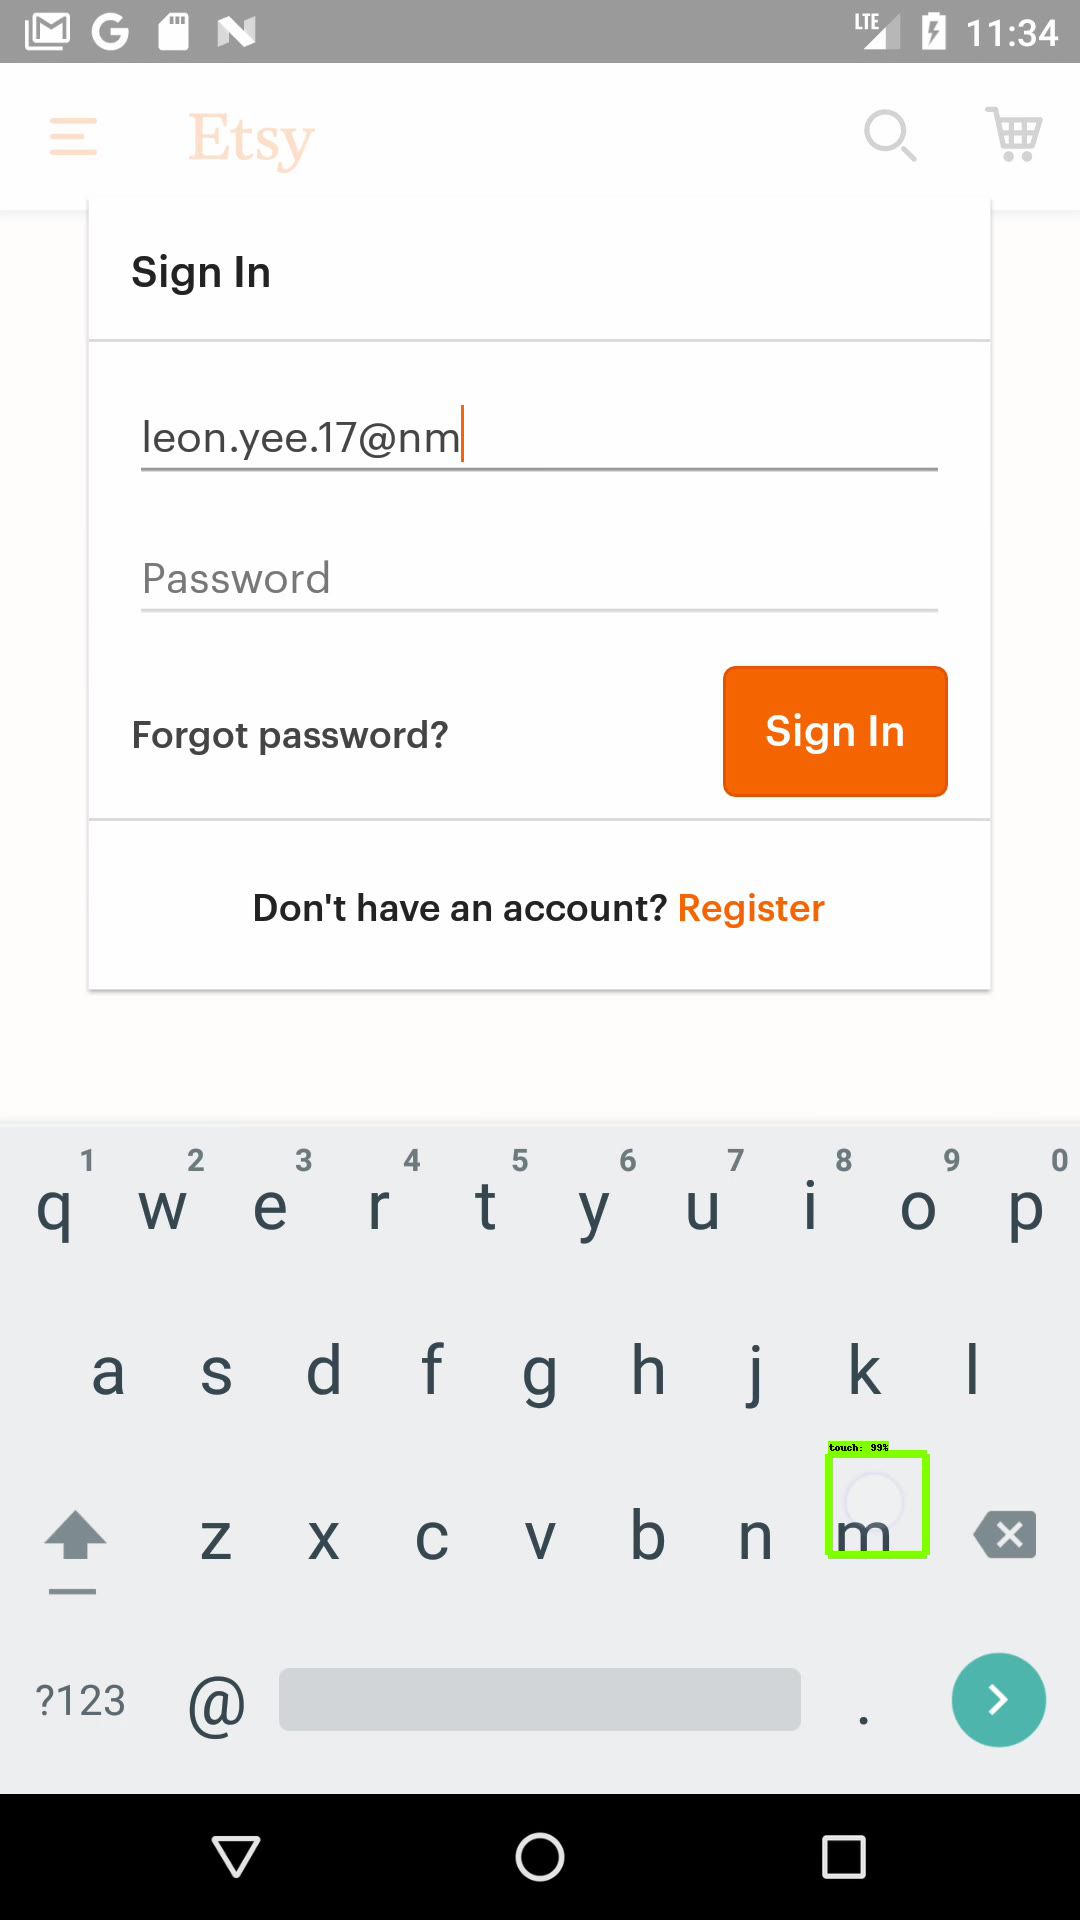 LTE 11:34
Etsy
Sign In
leon.yee.17@nm
Password
Forgot password?
Sign In
Don't have an account? Register
1 2 3 4 5 6 7 8 9 0
q w e r t y u i o p
a s d f g h j k l
touch: 99%
z x c v b n m
?123 @ .